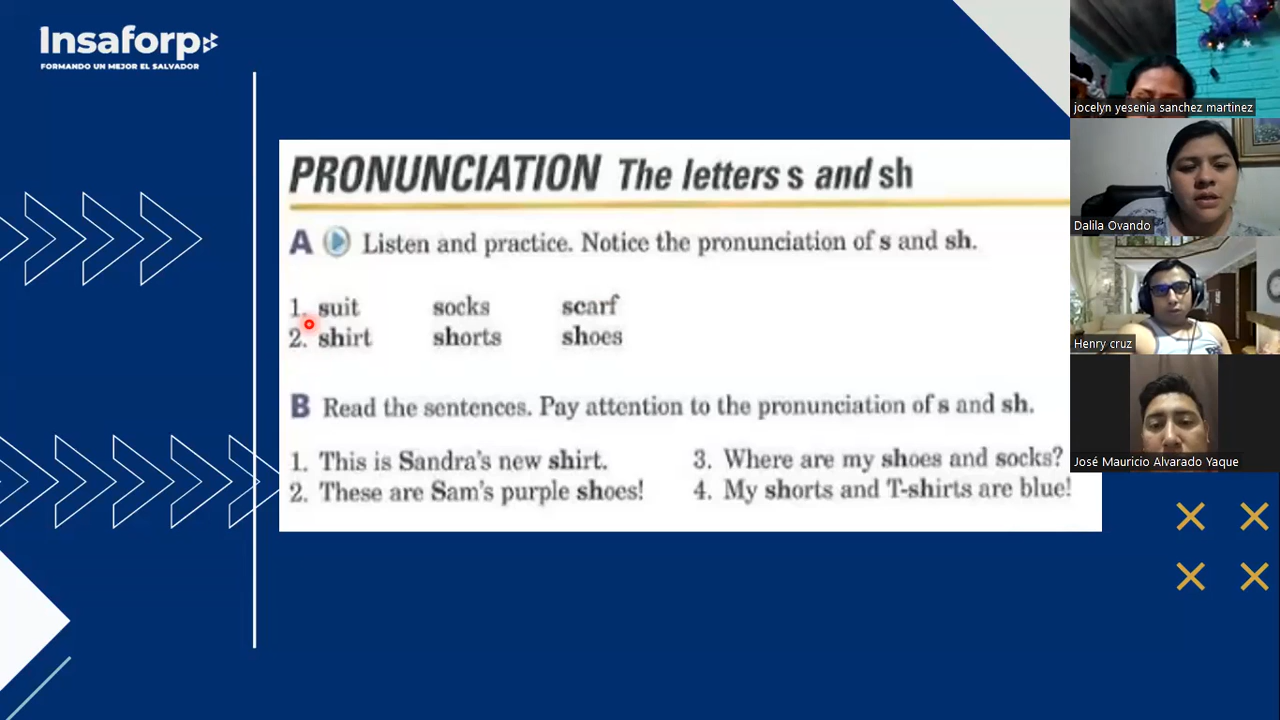 Insaforp
FORMANDO UN MEJOR EL SALVADOR
PRONUNCIATION The letters s and sh
A Listen and practice. Notice the pronunciation of s and sh.
1. suit socks scarf
2. shirt shorts shoes
B Read the sentences. Pay attention to the pronunciation of s and sh.
1. This is Sandra's new shirt.
2. These are Sam's purple shoes!
3. Where are my shoes and socks?
4. My shorts and T-shirts are blue!
jocelyn yesenia sanchez martinez
Dalila Ovando
Henry cruz
José Mauricio Alvarado Yaque